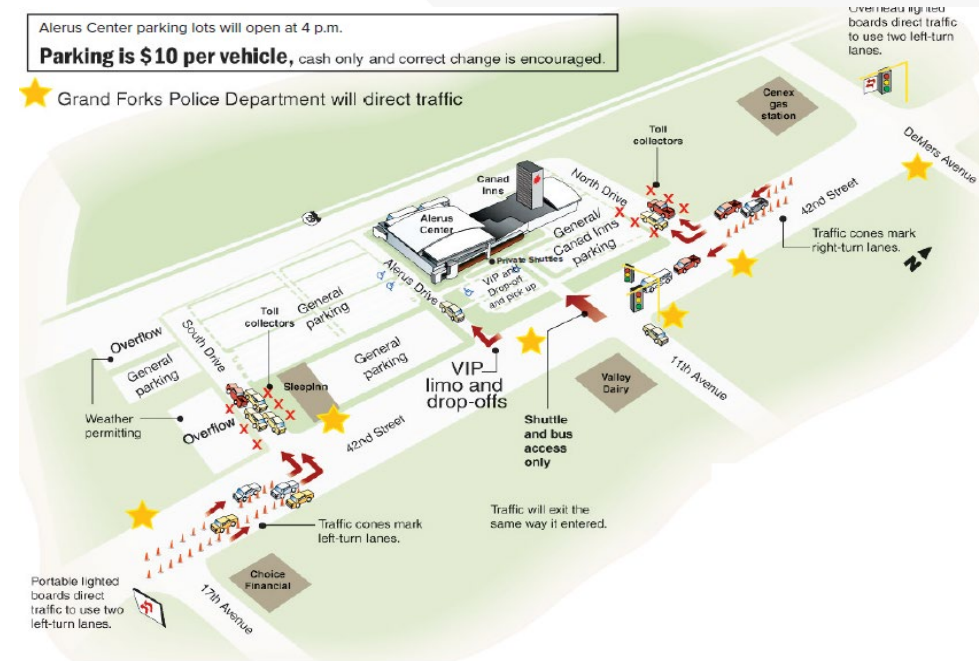 Alerus Center parking lots will open at 4 p.m.
Parking is $10 per vehicle, cash only and correct change is encouraged.
Grand Forks Police Department will direct traffic
Overhead lighted
boards direct traffic
to use two left-turn
lanes.
Cenex
gas
station
DeMers Avenue
Toll
collectors
42nd Street
Canad
Inns
North Drive
Alerus
Center
General/
Canad Inns
parking
Traffic cones mark
right-turn lanes.
N
Private Shuttles
VIP and
Drop-off
and pick up
Alerus Drive
General
parking
Toll
collectors
South Drive
Overflow
General
parking
General
parking
SleepInn
VIP
limo and
drop-offs
Valley
Dairy
11th Avenue
Weather
permitting
Overflow
42nd Street
Shuttle
and bus
access
only
Traffic will exit the
same way it entered.
Traffic cones mark
left-turn lanes.
Choice
Financial
17th Avenue
Portable lighted
boards direct
traffic to use two
left-turn lanes.